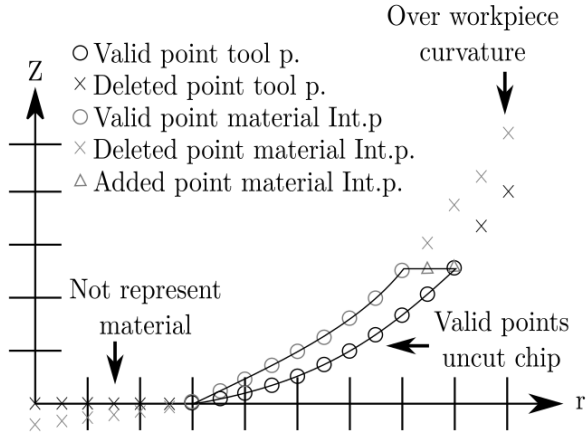 Over workpiece
curvature
Z
Valid point tool p.
Deleted point tool p.
Valid point material Int.p
Deleted point material Int.p.
Added point material Int.p.
Not represent
material
Valid points
uncut chip
r